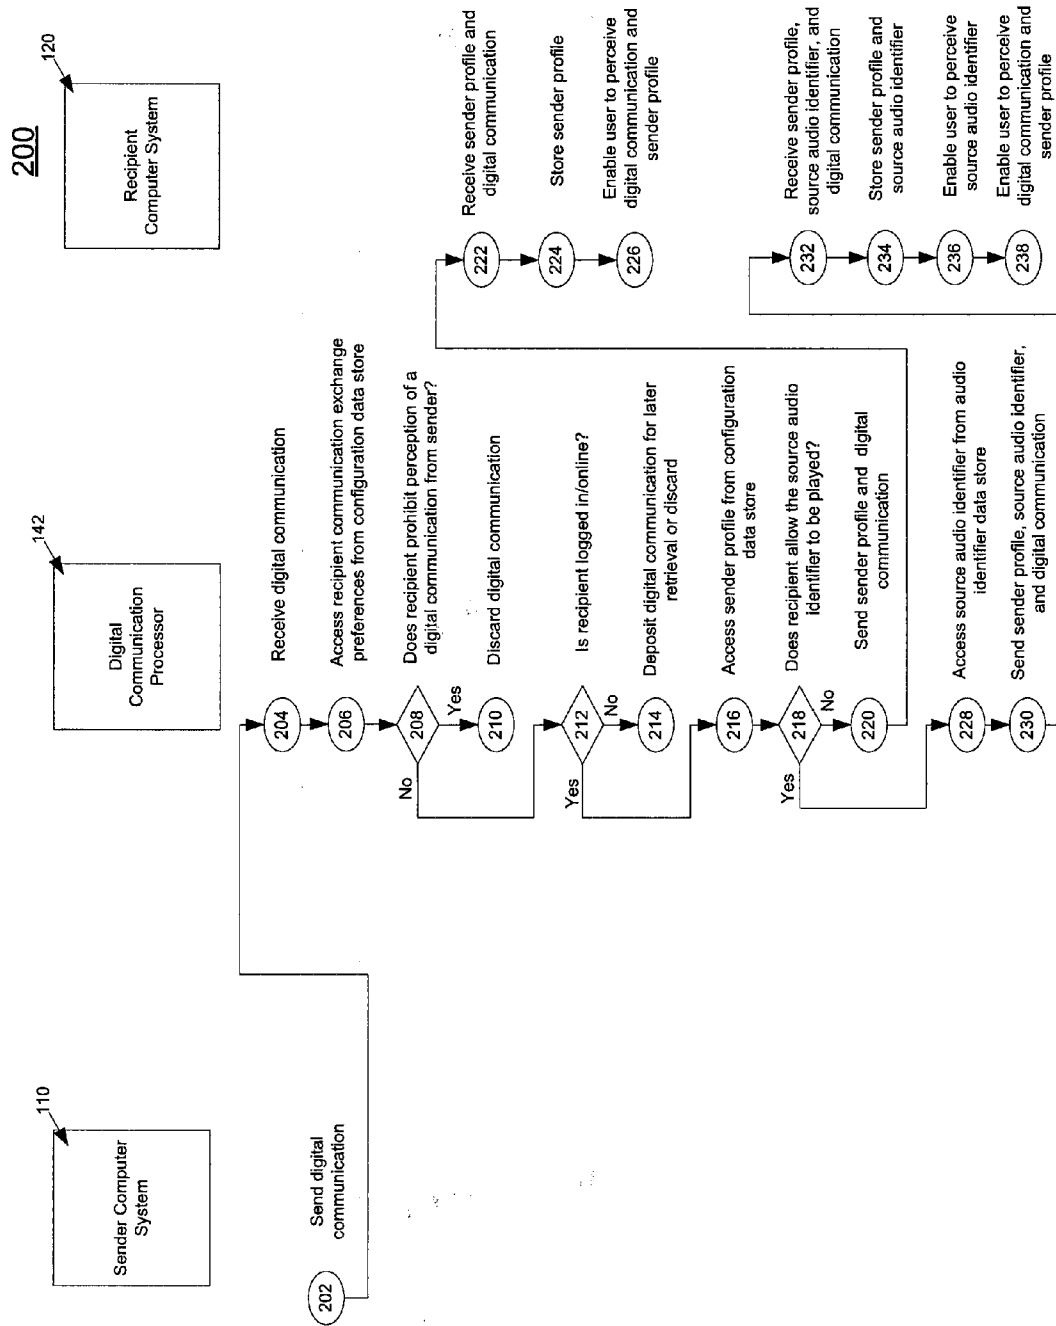 200
110
Sender Computer
System
142
Digital
Communication
Processor
120
Recipient
Computer System
202
Send digital
communication
204
Receive digital communication
206
Access recipient communication exchange
preferences from configuration data store
208
Does recipient prohibit perception of a
digital communication from sender?
Yes
No
210
Discard digital communication
212
Is recipient logged in/online?
No
Yes
214
Deposit digital communication for later
retrieval or discard
216
Access sender profile from configuration
data store
218
Does recipient allow the source audio
identifier to be played?
No
Yes
220
Send sender profile and digital
communication
222
Receive sender profile and
digital communication
224
Store sender profile
226
Enable user to perceive
digital communication and
sender profile
228
Access source audio identifier from audio
identifier data store
230
Send sender profile, source audio identifier,
and digital communication
232
Receive sender profile,
source audio identifier, and
digital communication
234
Store sender profile and
source audio identifier
236
Enable user to perceive
source audio identifier
238
Enable user to perceive
digital communication and
sender profile